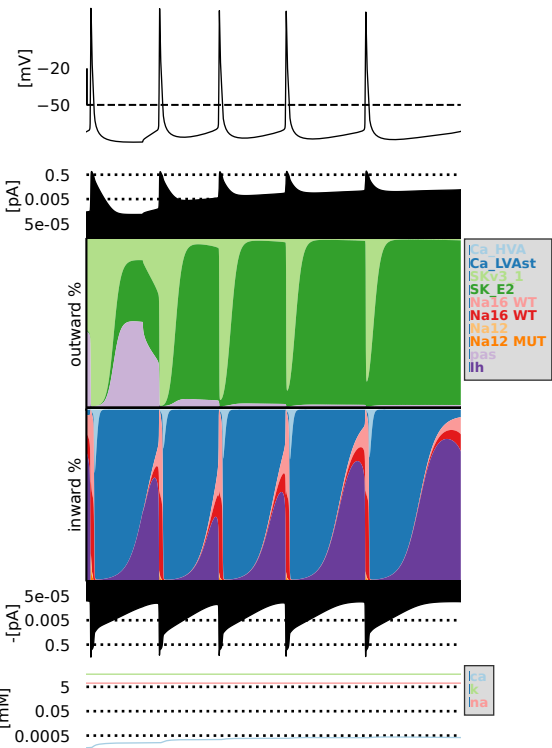 [mV]
−20
−50
[pA]
0.5
0.005
5e-05
outward %
Ca_HVA
Ca_LVAst
SKv3_1
SK_E2
Na16 WT
Na16 WT
Na12
Na12 MUT
pas
Ih
inward %
-[pA]
5e-05
0.005
0.5
[mM]
5
0.05
0.0005
ca
k
na